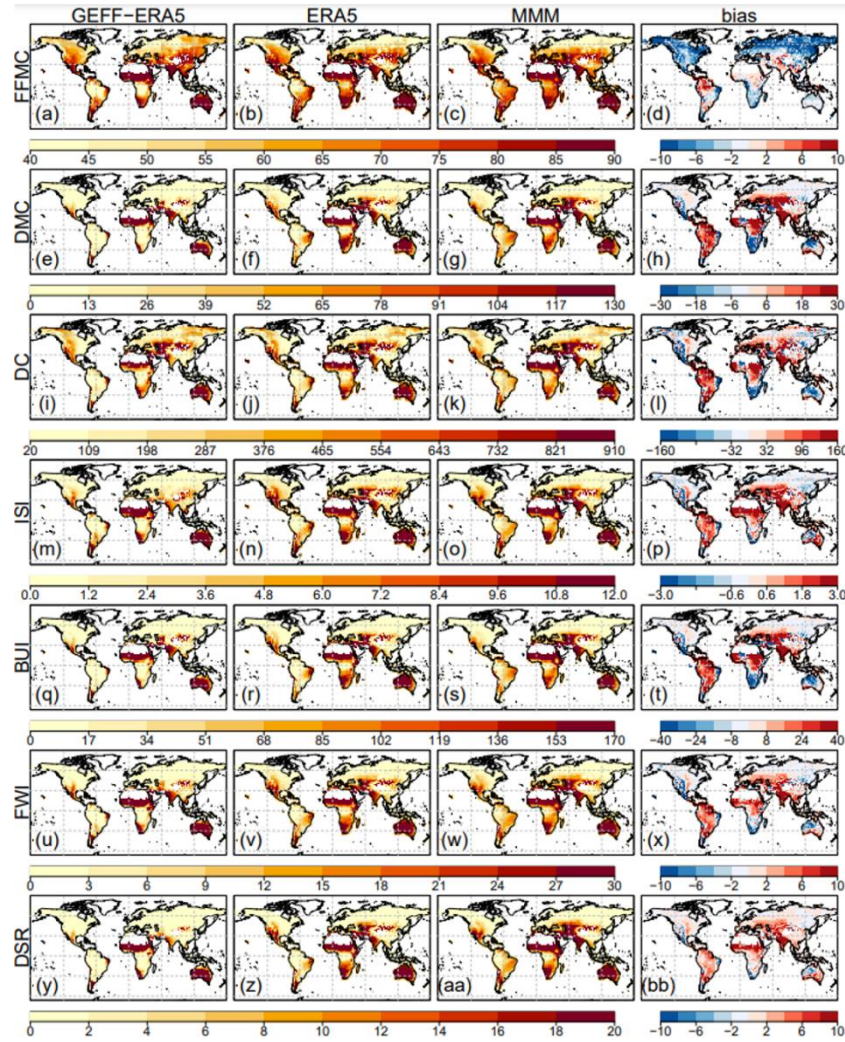 GEFF-ERA5 ERA5 MMM bias
FFMC
(a) (b) (c) (d)
40 45 50 55 60 65 70 75 80 85 90 -10 -6 -2 2 6 10
DMC
(e) (f) (g) (h)
0 13 26 39 52 65 78 91 104 117 130 -30 -18 -6 6 18 30
DC
(i) (j) (k) (l)
20 109 198 287 376 465 554 643 732 821 910 -160 -32 32 96 160
ISI
(m) (n) (o) (p)
0.0 1.2 2.4 3.6 4.8 6.0 7.2 8.4 9.6 10.8 12.0 -3.0 -0.6 0.6 1.8 3.0
BUI
(q) (r) (s) (t)
0 17 34 51 68 85 102 119 136 153 170 -40 -24 -8 8 24 40
FWI
(u) (v) (w) (x)
0 3 6 9 12 15 18 21 24 27 30 -10 -6 -2 2 6 10
DSR
(y) (z) (aa) (bb)
0 2 4 6 8 10 12 14 16 18 20 -10 -6 -2 2 6 10